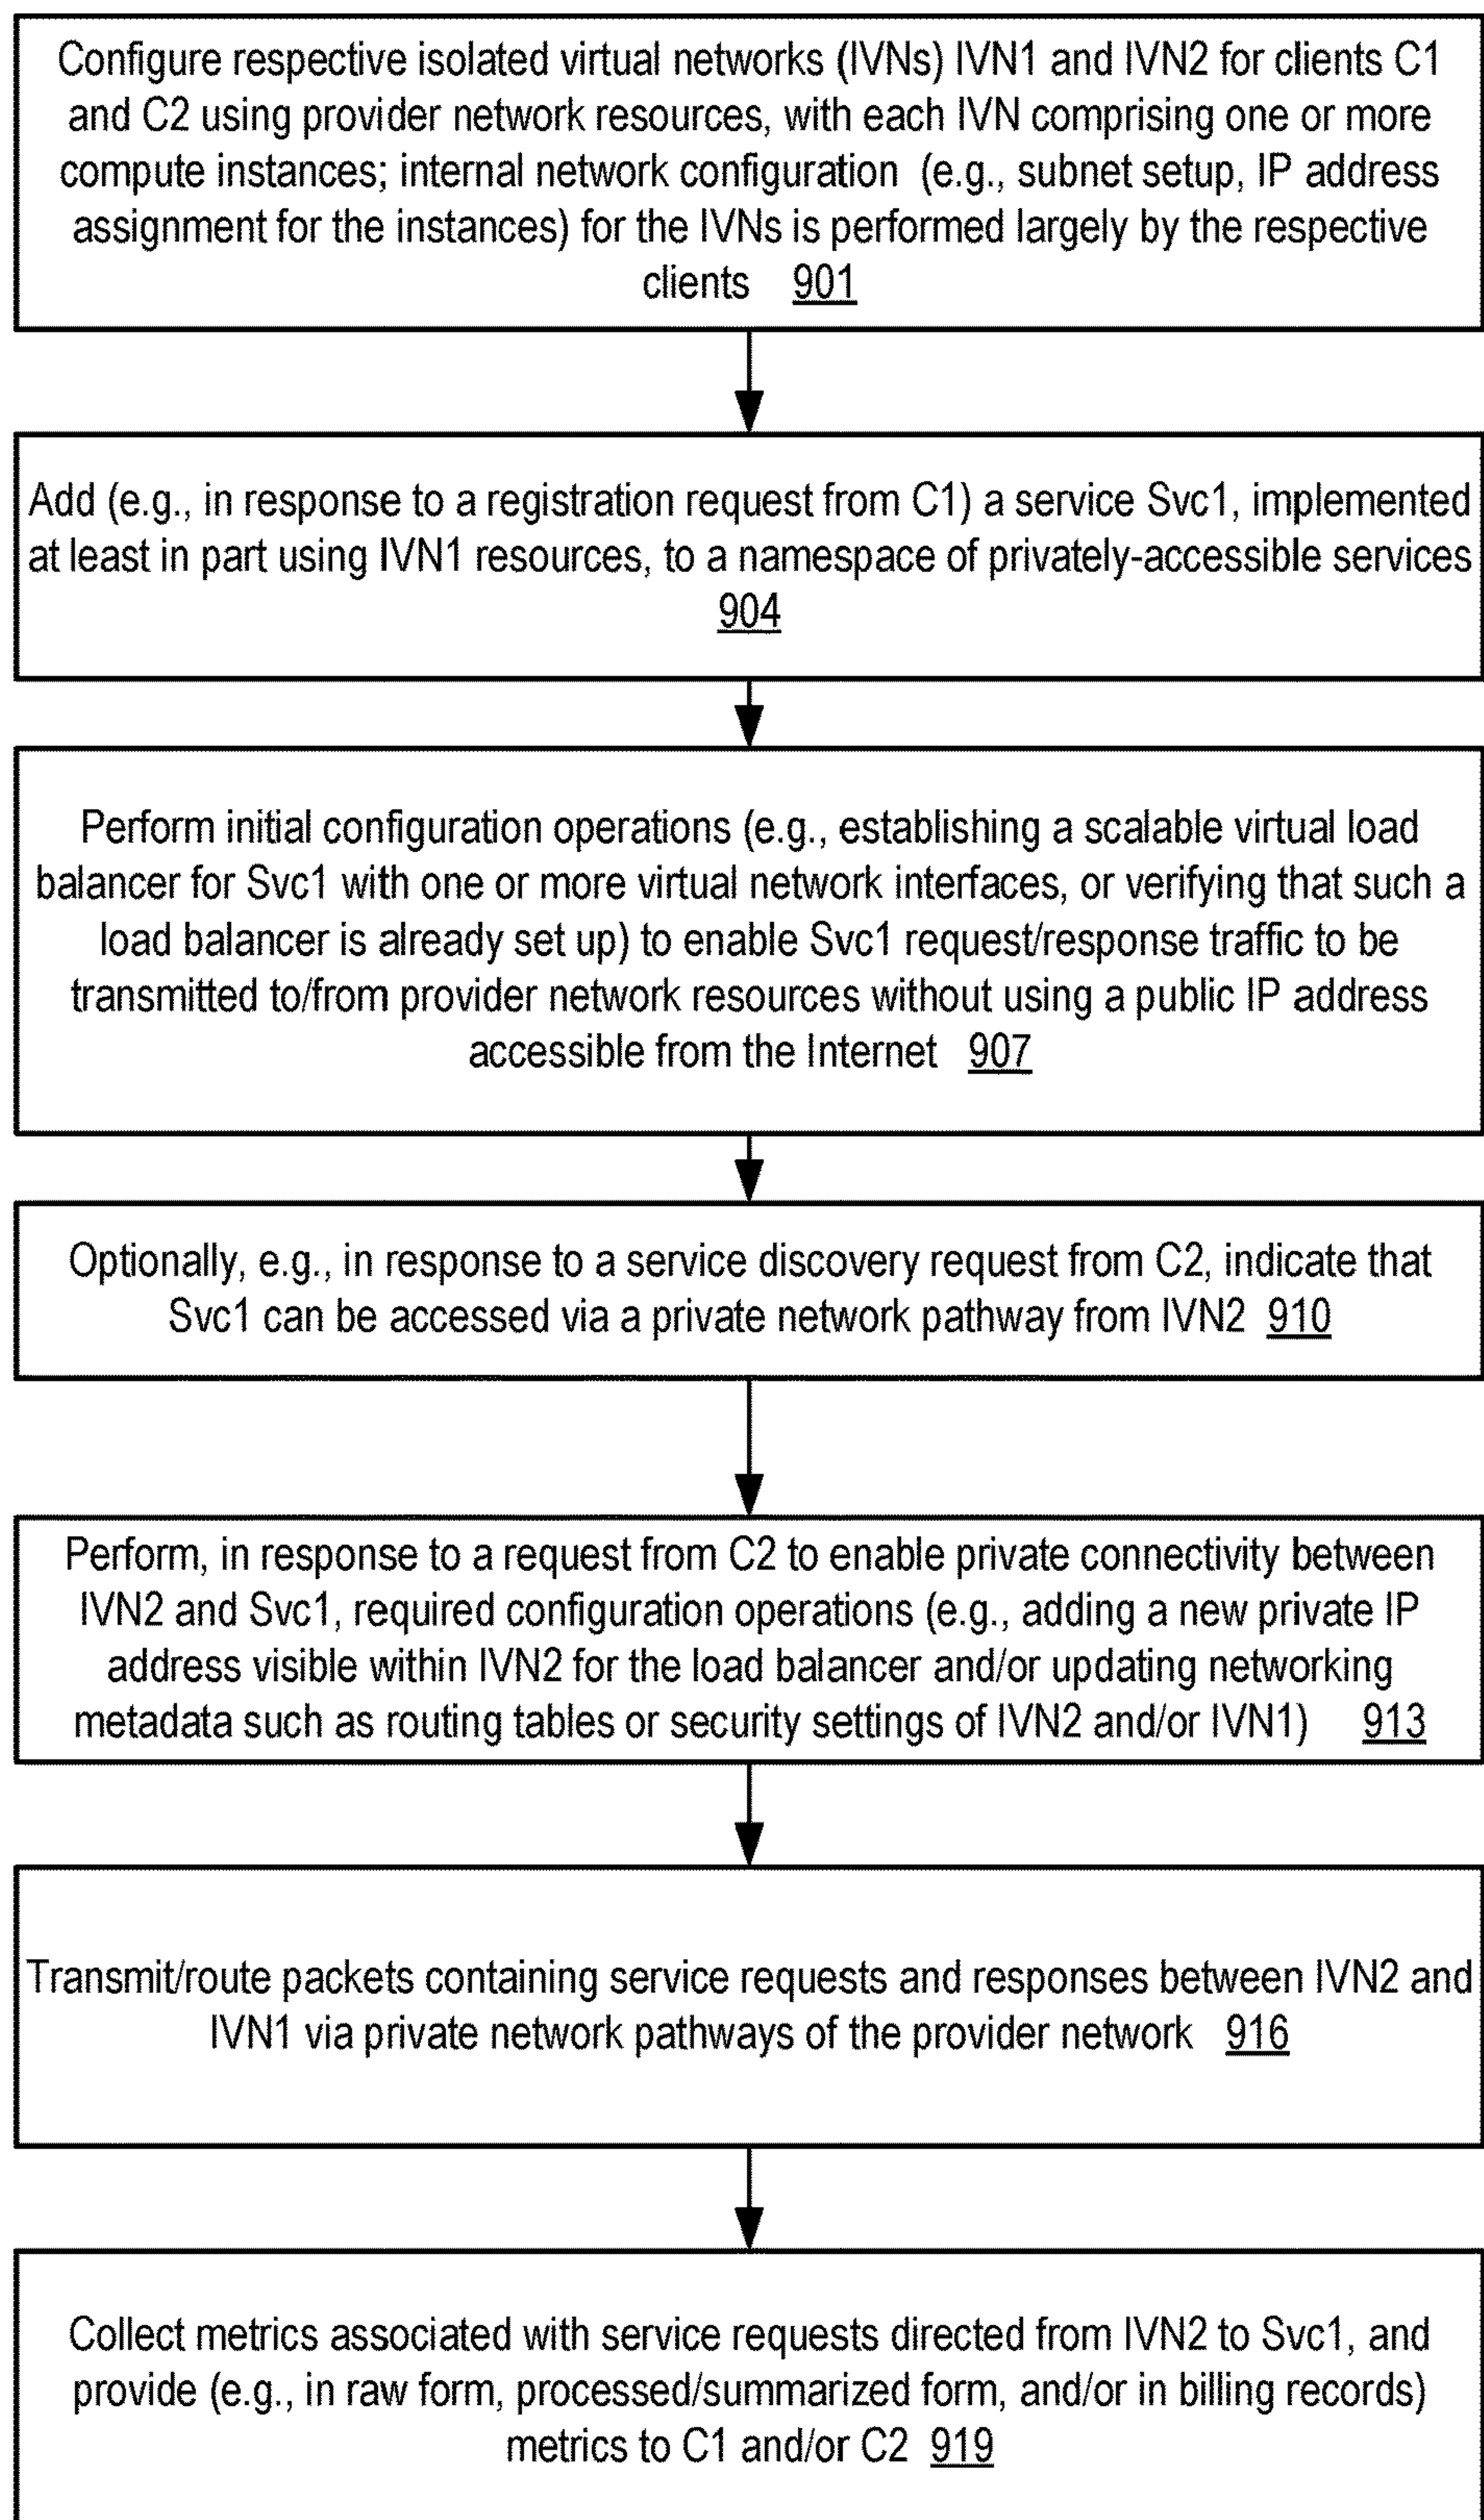 Configure respective isolated virtual networks (IVNs) IVN1 and IVN2 for clients C1
and C2 using provider network resources, with each IVN comprising one or more
compute instances; internal network configuration (e.g., subnet setup, IP address
assignment for the instances) for the IVNs is performed largely by the respective
clients 901
Add (e.g., in response to a registration request from C1) a service Svc1, implemented
at least in part using IVN1 resources, to a namespace of privately-accessible services
904
Perform initial configuration operations (e.g., establishing a scalable virtual load
balancer for Svc1 with one or more virtual network interfaces, or verifying that such a
load balancer is already set up) to enable Svc1 request/response traffic to be
transmitted to/from provider network resources without using a public IP address
accessible from the Internet 907
Optionally, e.g., in response to a service discovery request from C2, indicate that
Svc1 can be accessed via a private network pathway from IVN2 910
Perform, in response to a request from C2 to enable private connectivity between
IVN2 and Svc1, required configuration operations (e.g., adding a new private IP
address visible within IVN2 for the load balancer and/or updating networking
metadata such as routing tables or security settings of IVN2 and/or IVN1) 913
Transmit/route packets containing service requests and responses between IVN2 and
IVN1 via private network pathways of the provider network 916
Collect metrics associated with service requests directed from IVN2 to Svc1, and
provide (e.g., in raw form, processed/summarized form, and/or in billing records)
metrics to C1 and/or C2 919